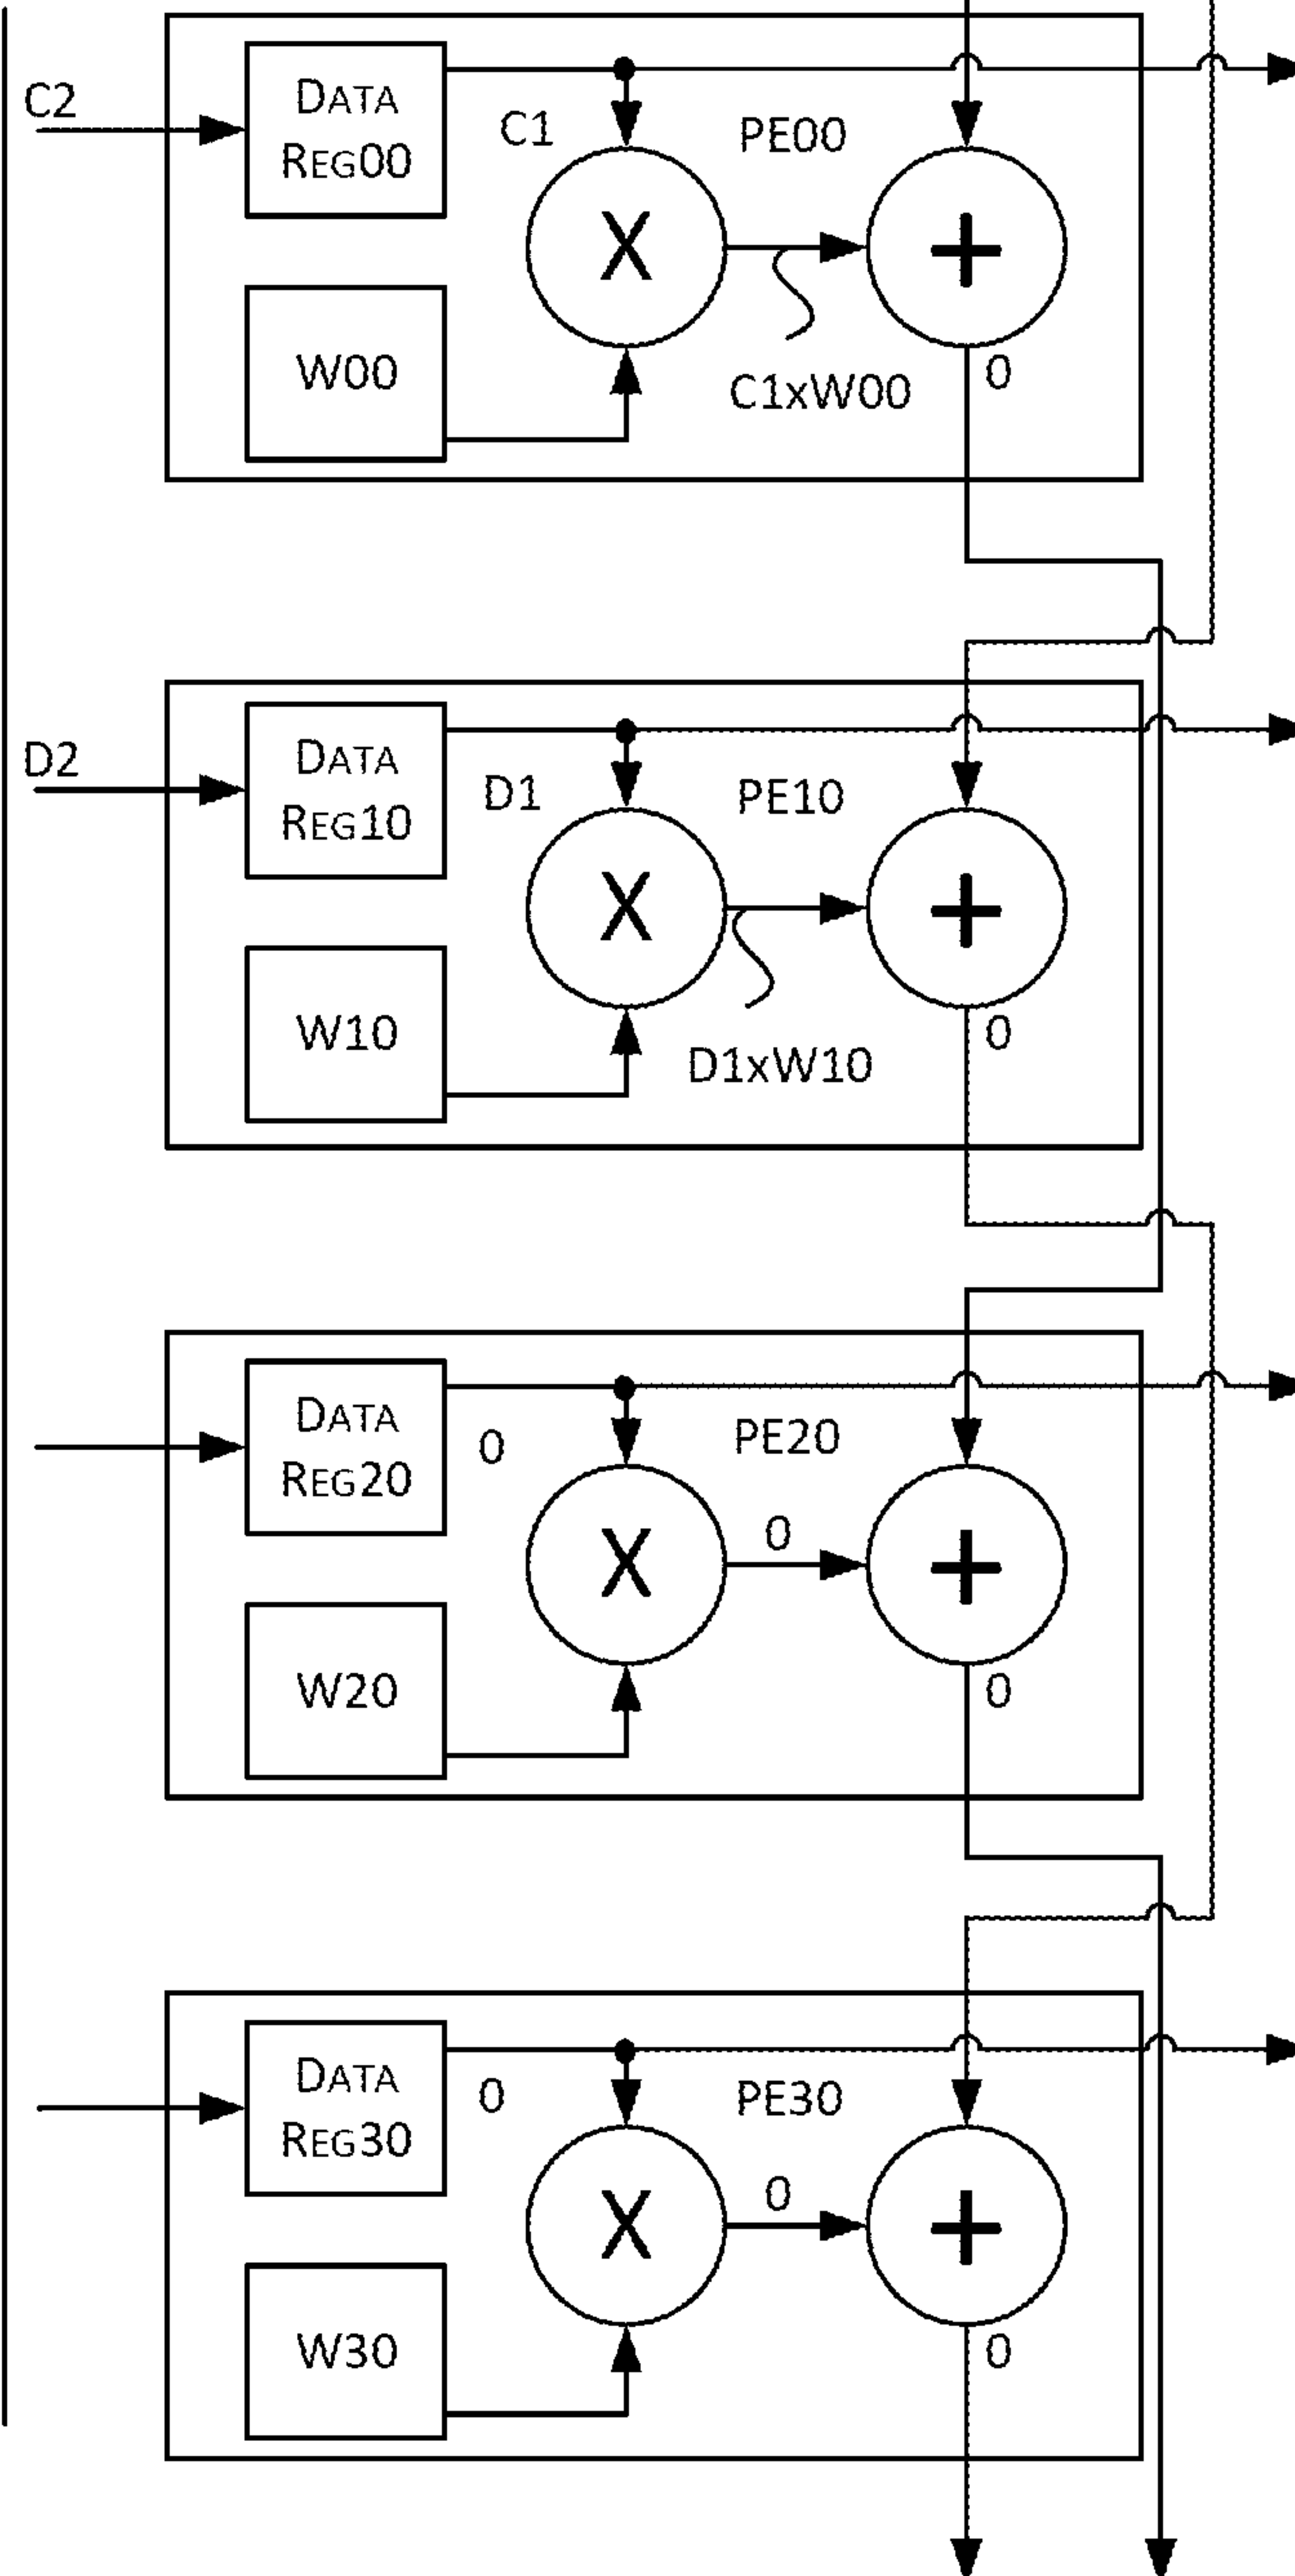 C2
DATA
REG00
C1
PE00
X
+
W00
C1xW00
0
D2
DATA
REG10
D1
PE10
X
+
W10
D1xW10
0
DATA
REG20
0
PE20
X
0
+
W20
0
DATA
REG30
0
PE30
X
0
+
W30
0